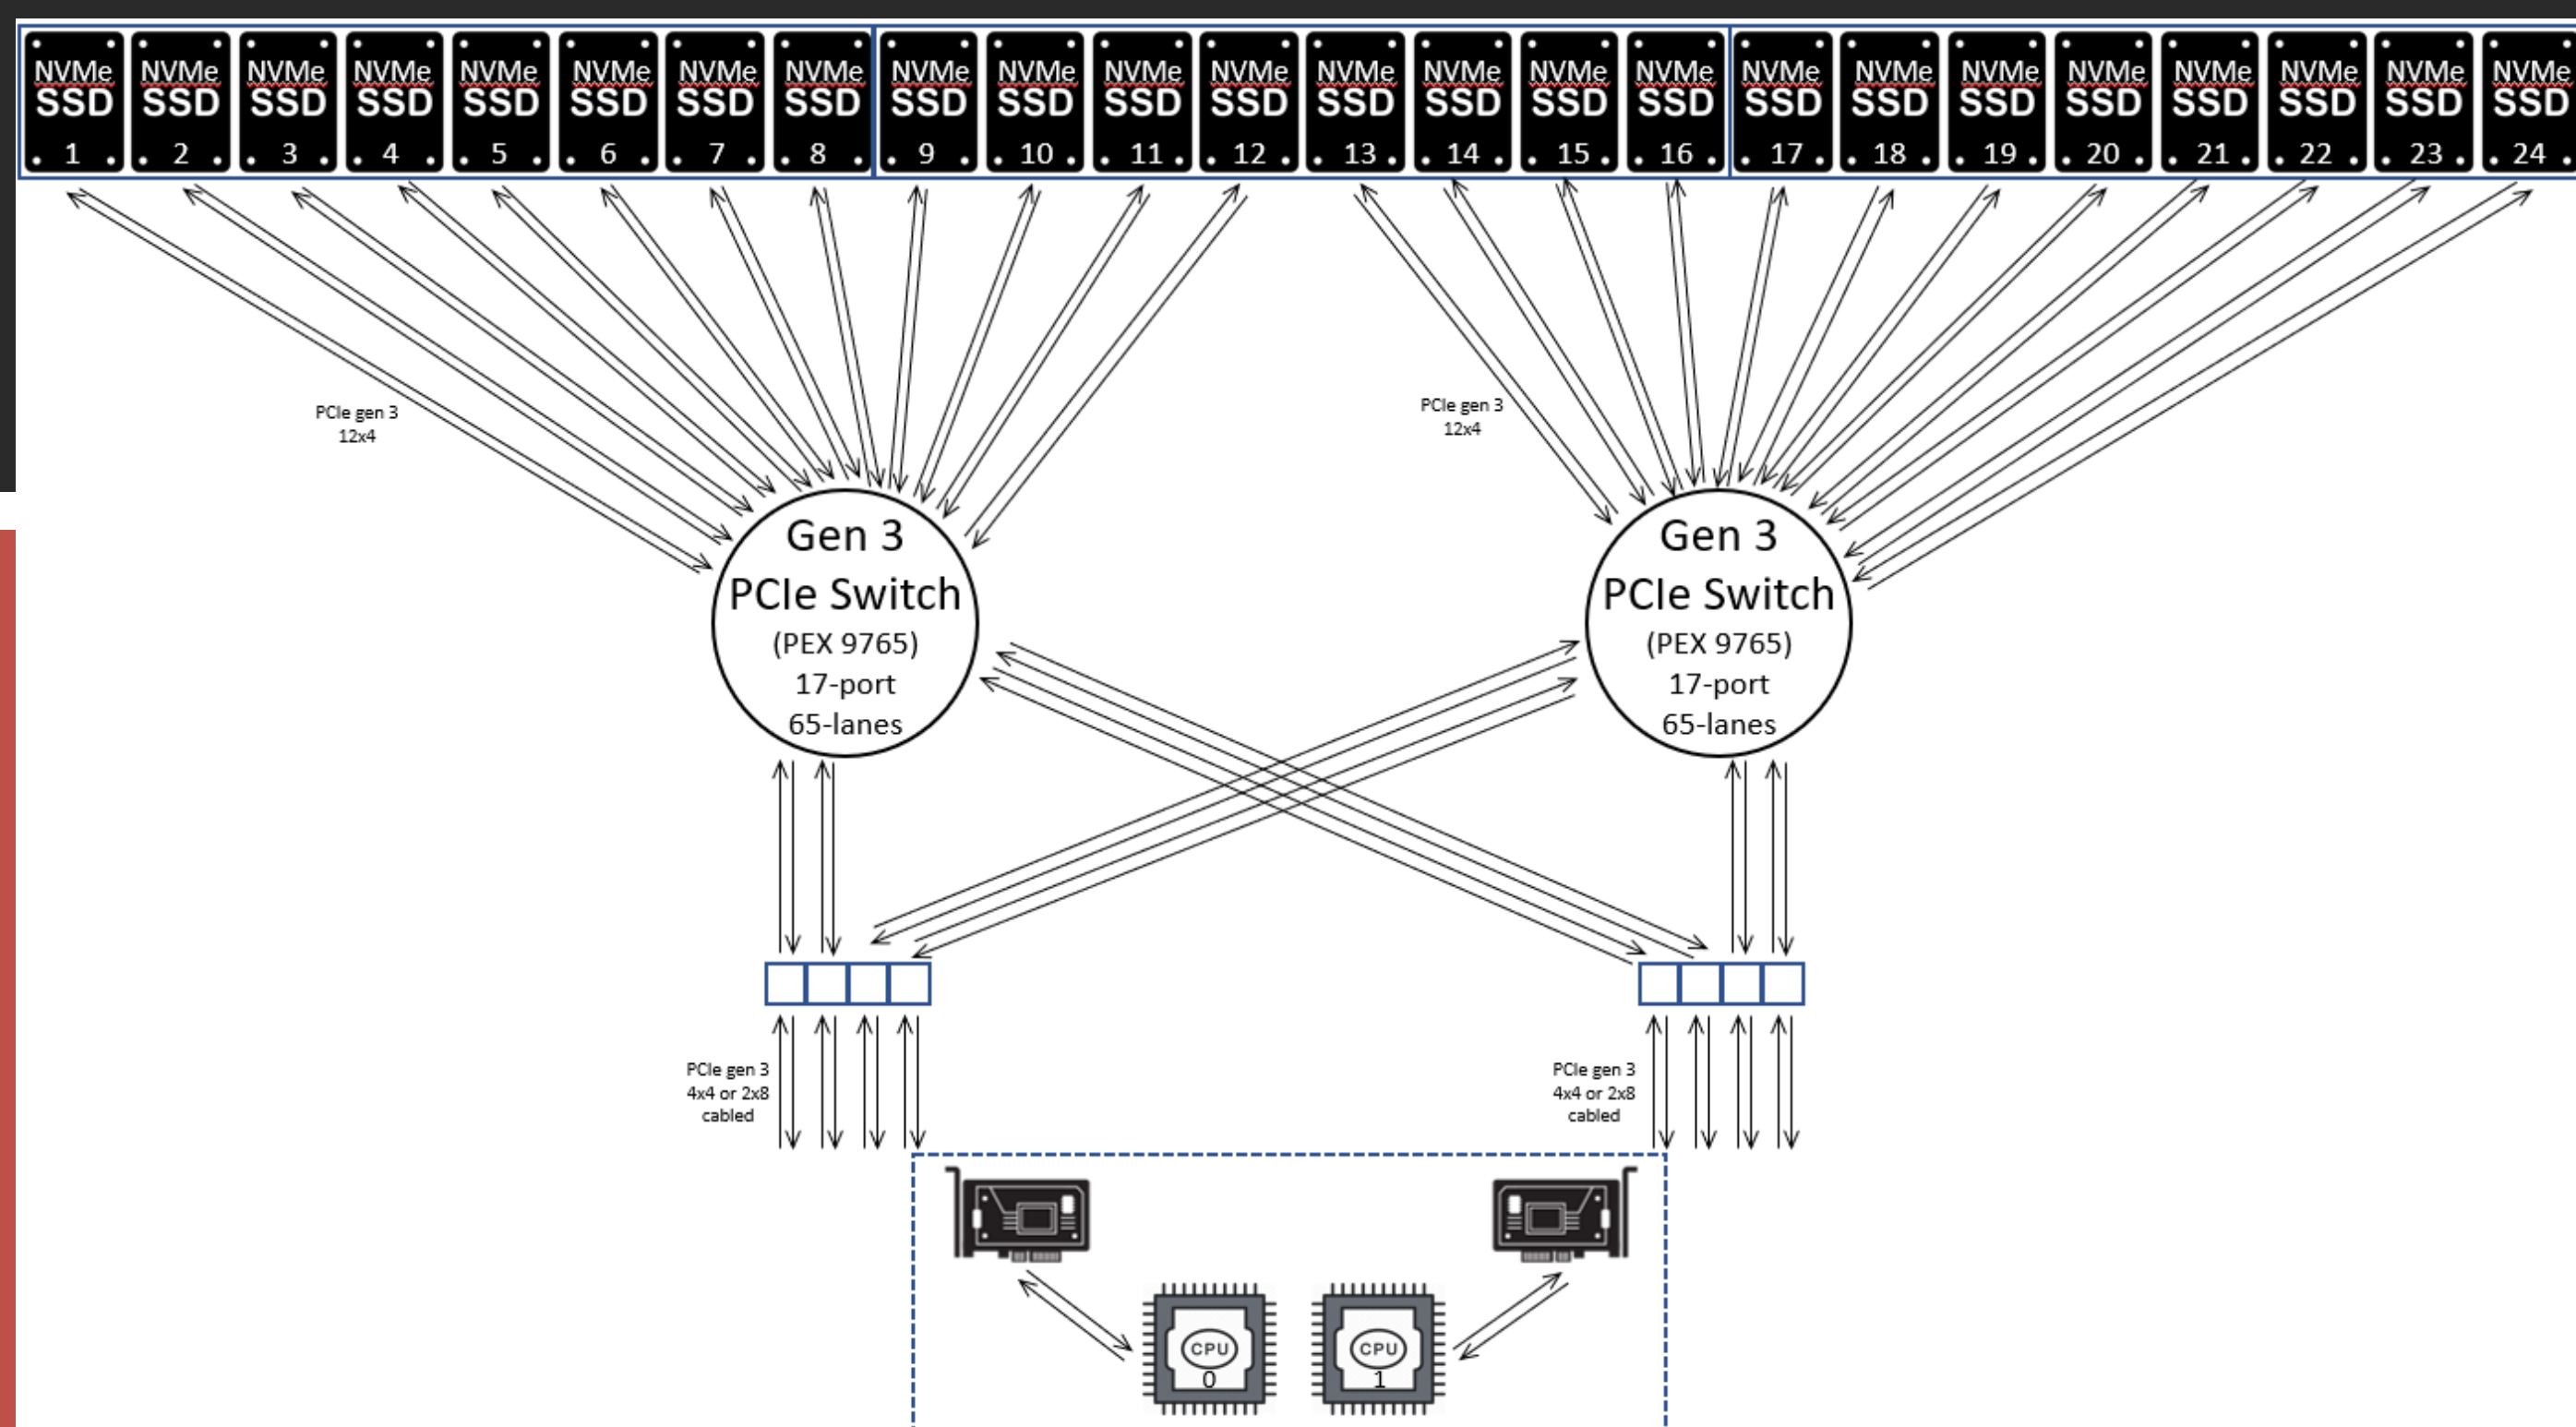 NVMe NVMe NVMe NVMe NVMe NVMe NVMe NVMe NVMe NVMe NVMe NVMe NVMe NVMe NVMe NVMe NVMe NVMe NVMe NVMe NVMe NVMe NVMe NVMe
SSD SSD SSD SSD SSD SSD SSD SSD SSD SSD SSD SSD SSD SSD SSD SSD SSD SSD SSD SSD SSD SSD SSD SSD
1 2 3 4 5 6 7 8 9 10 11 12 13 14 15 16 17 18 19 20 21 22 23 24
PCIe gen 3
12x4
PCIe gen 3
12x4
Gen 3
PCIe Switch
(PEX 9765)
17-port
65-lanes
Gen 3
PCIe Switch
(PEX 9765)
17-port
65-lanes
PCIe gen 3
4x4 or 2x8
cabled
PCIe gen 3
4x4 or 2x8
cabled
CPU
0
CPU
1